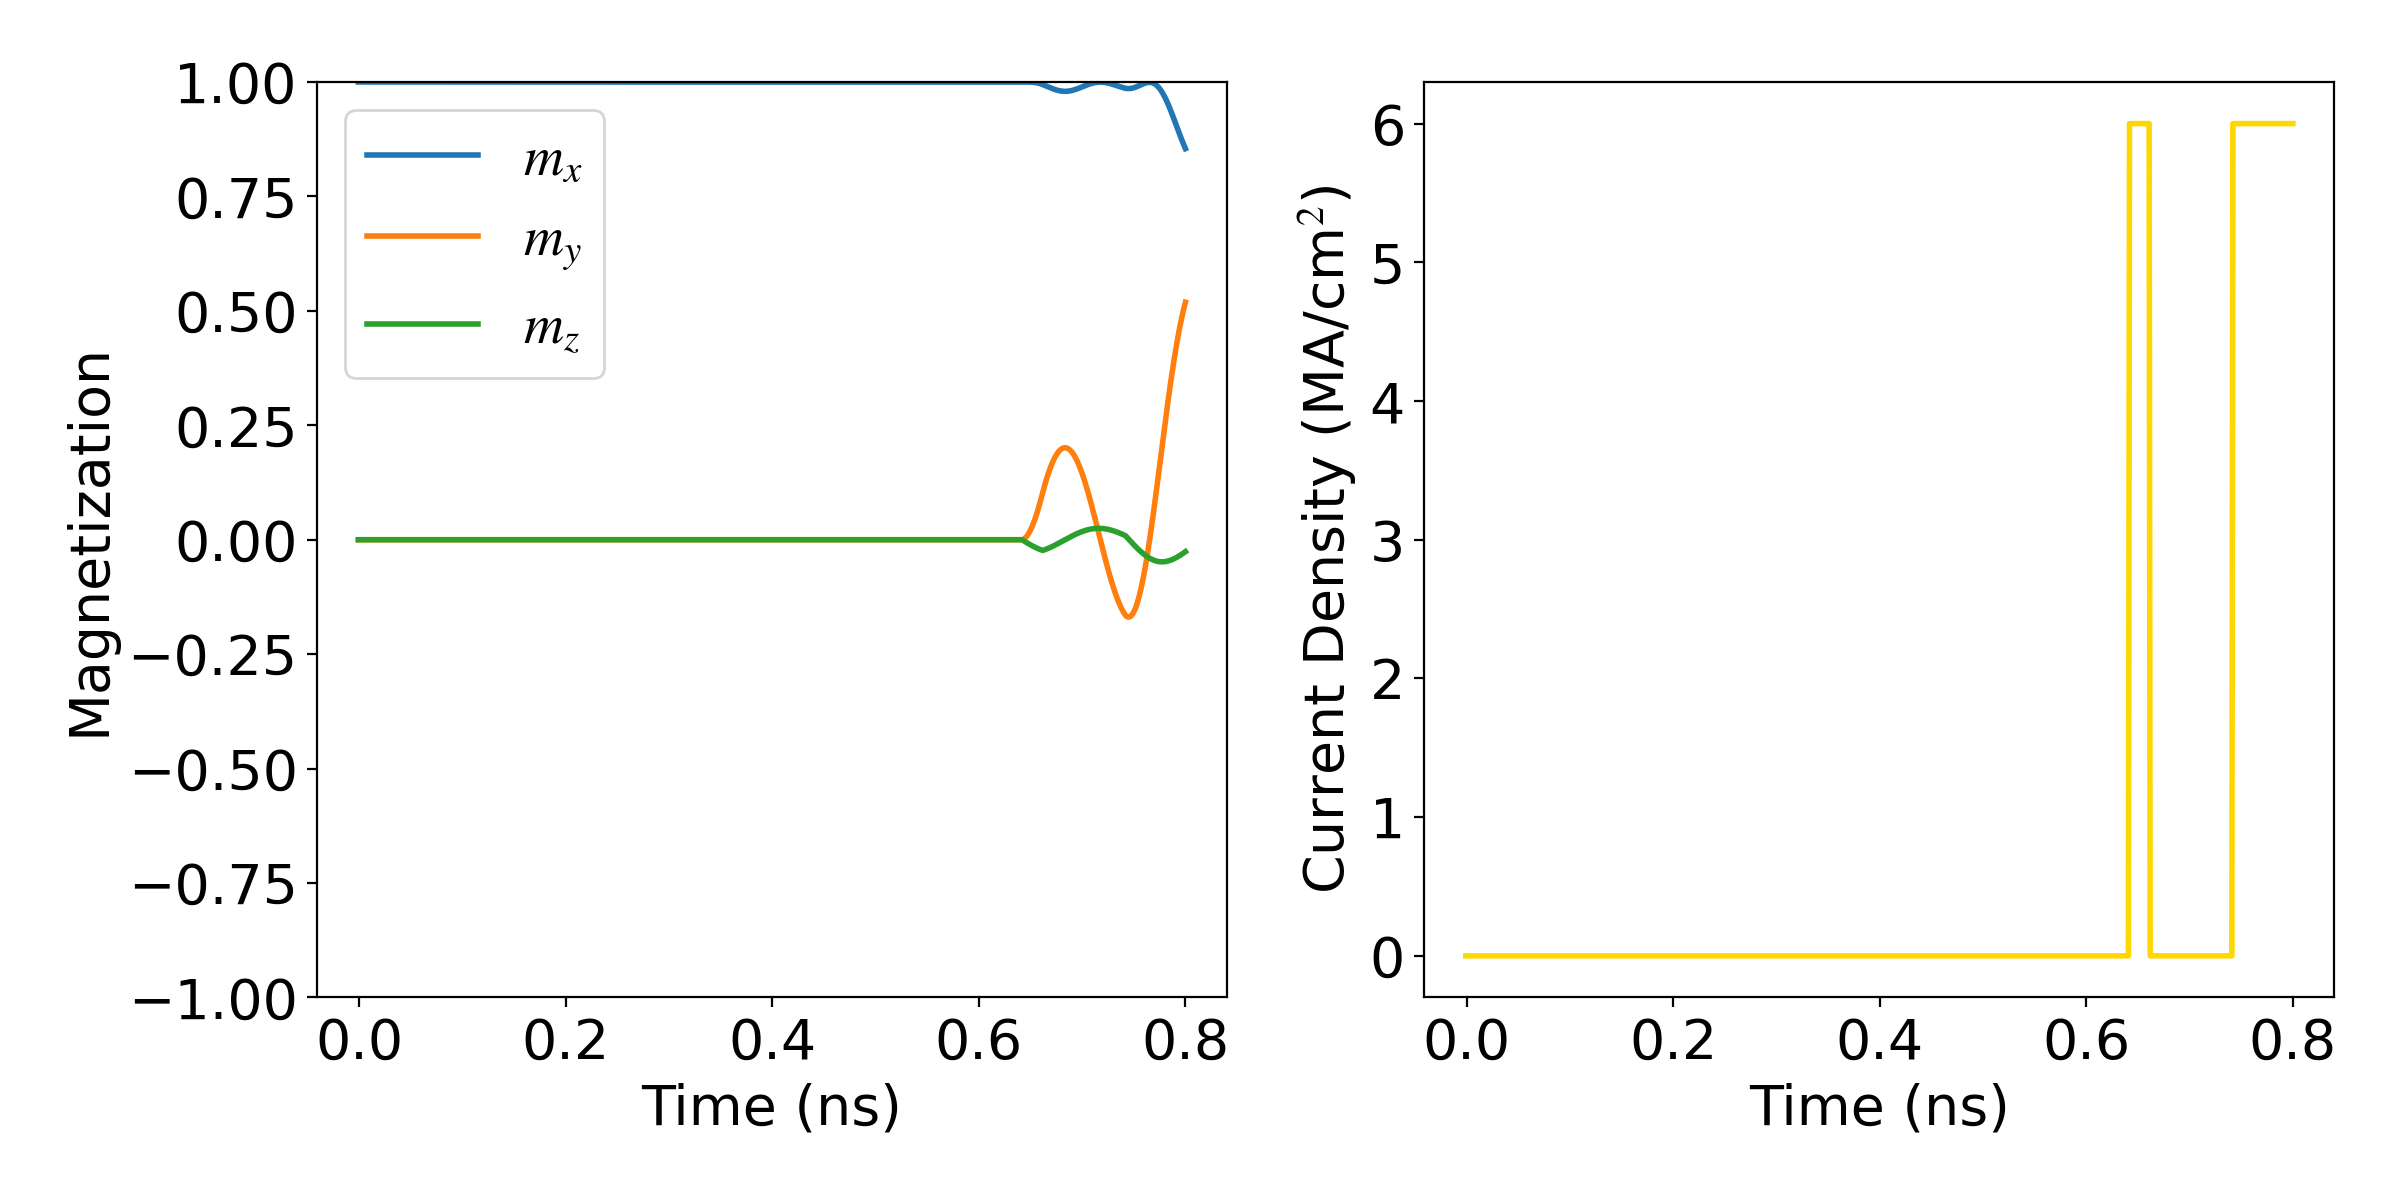 Magnetization
1.00
0.75
0.50
0.25
0.00
−0.25
−0.50
−0.75
−1.00
m_x
m_y
m_z
0.0 0.2 0.4 0.6 0.8
Time (ns)
Current Density (MA/cm²)
6
5
4
3
2
1
0
0.0 0.2 0.4 0.6 0.8
Time (ns)